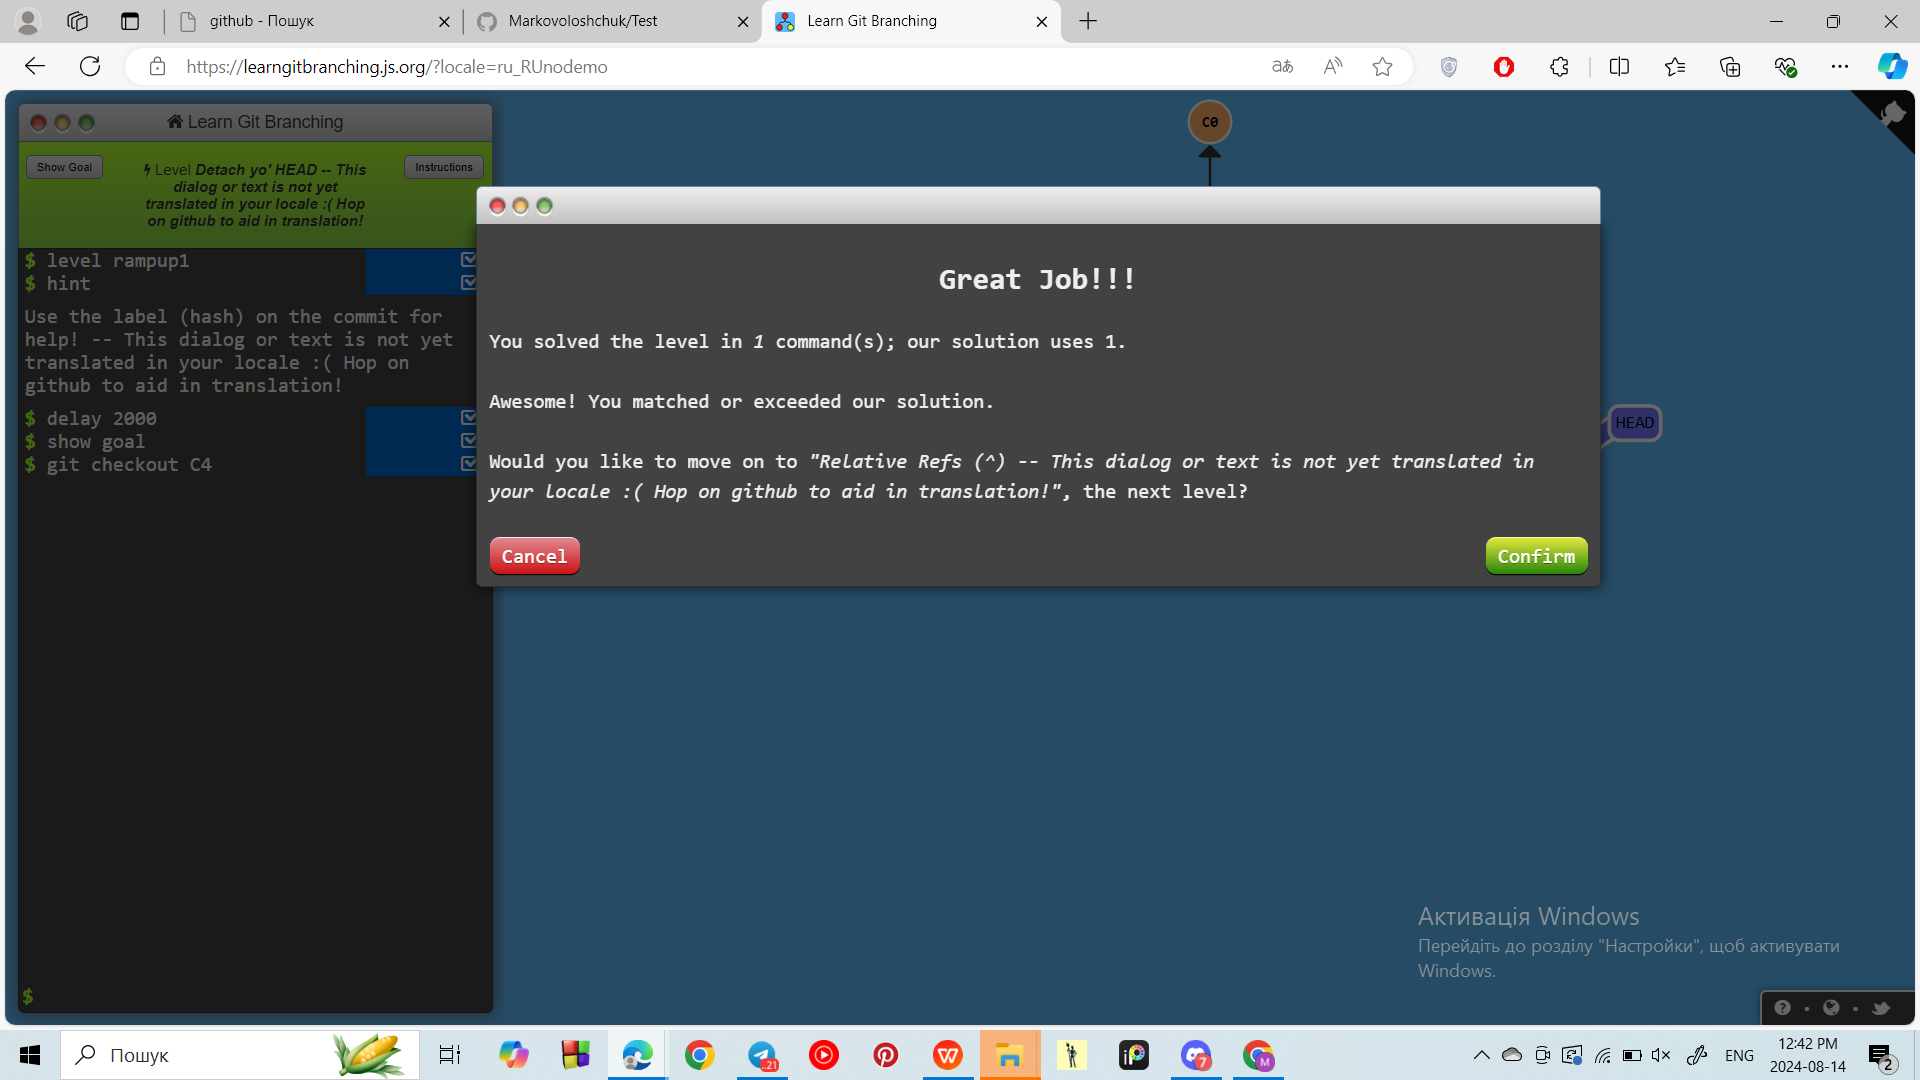 github - Пошук
Markovoloshchuk/Test
Learn Git Branching
https://learngitbranching.js.org/?locale=ru_RUnodemo
Learn Git Branching
Show Goal
Level Detach yo' HEAD -- This
dialog or text is not yet
translated in your locale :( Hop
on github to aid in translation!
Instructions
$ level rampup1
$ hint
Use the label (hash) on the commit for
help! -- This dialog or text is not yet
translated in your locale :( Hop on
github to aid in translation!
$ delay 2000
$ show goal
$ git checkout C4
$
C0
Great Job!!!
You solved the level in 1 command(s); our solution uses 1.
Awesome! You matched or exceeded our solution.
Would you like to move on to "Relative Refs (^) -- This dialog or text is not yet translated in
your locale :( Hop on github to aid in translation!", the next level?
Cancel
Confirm
HEAD
Активація Windows
Перейдіть до розділу "Настройки", щоб активувати
Windows.
Пошук
..21
7
M
ENG
12:42 PM
2024-08-14
2